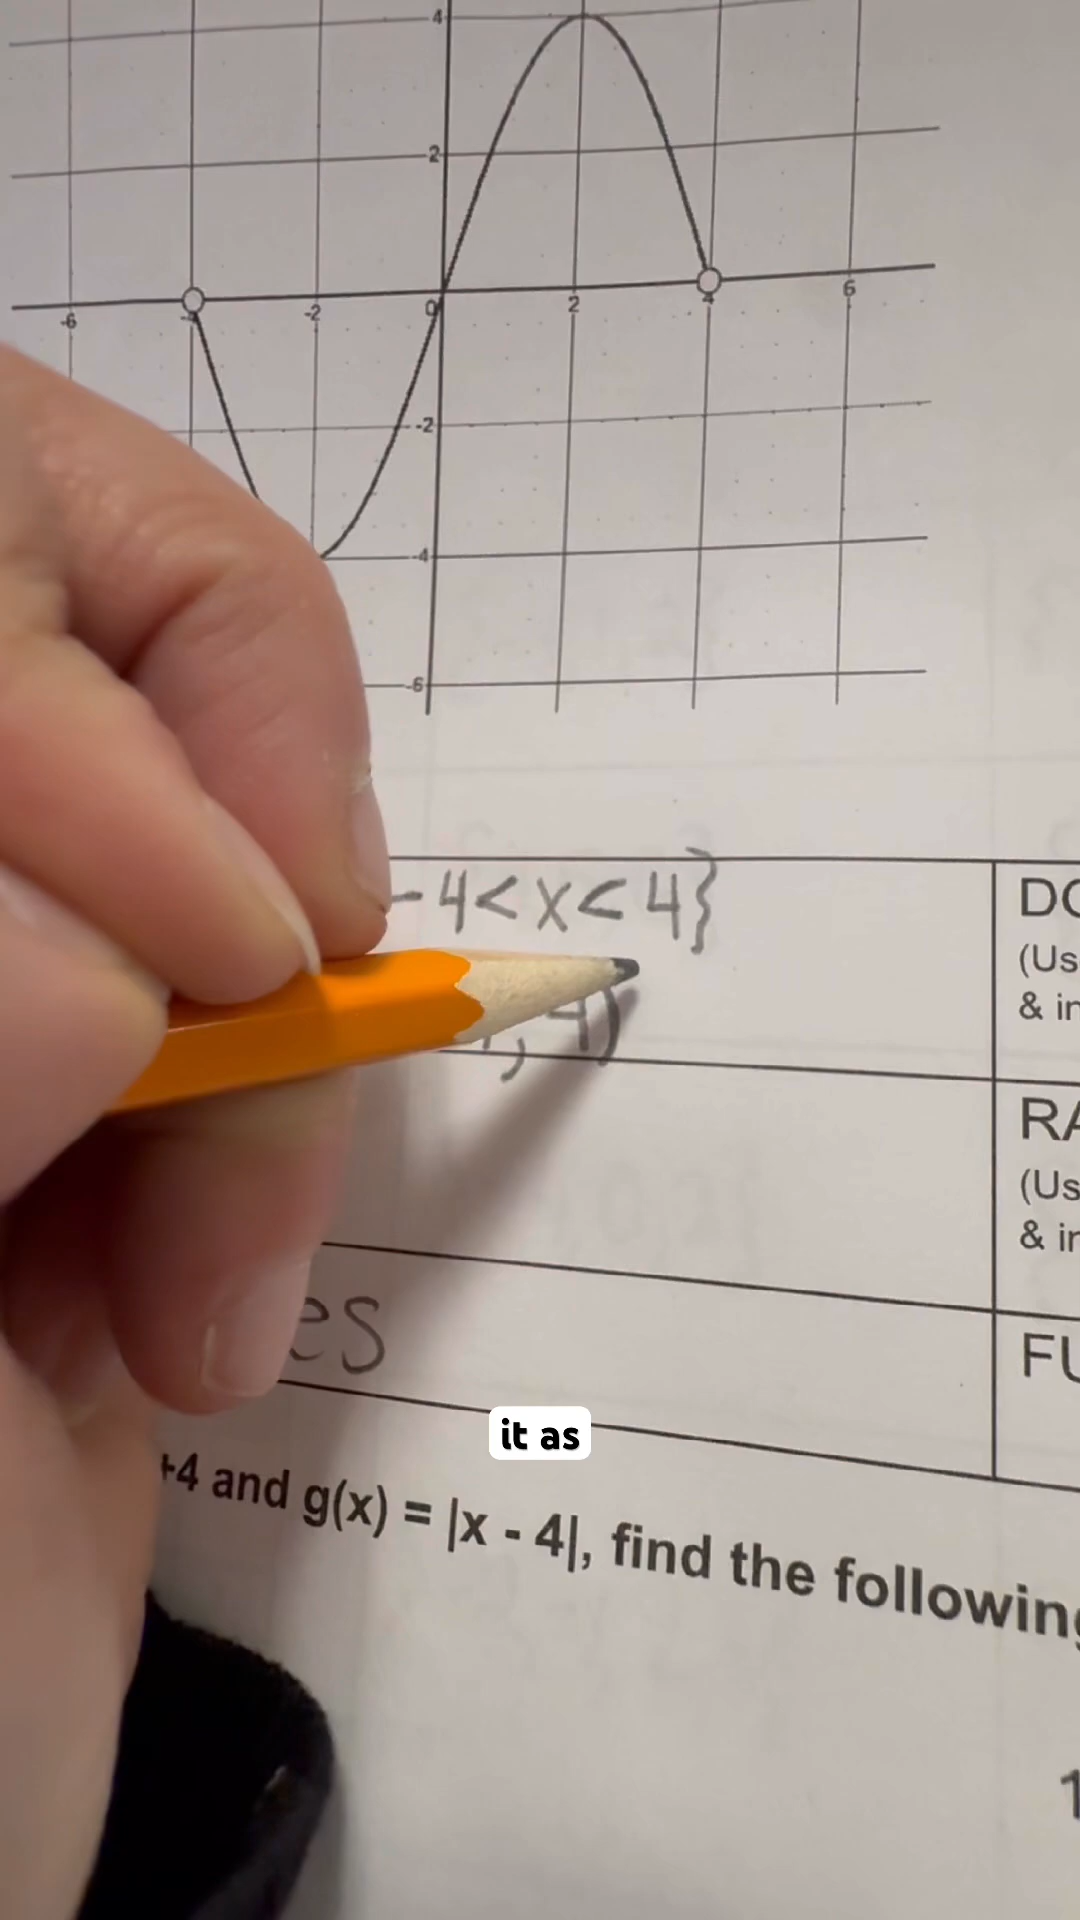 4
2
-6 -2 0 2 4 6
-2
-4
-6
-4<x<4}
, 4)
es
DO
(Us
& in
RA
(Us
& in
FU
it as
+4 and g(x) = |x - 4|, find the following
1